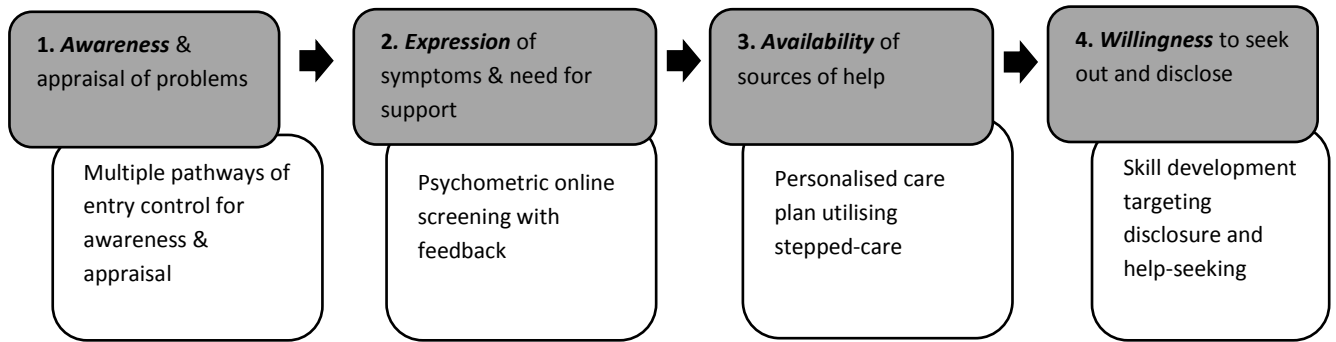 1. Awareness &
appraisal of problems
Multiple pathways of
entry control for
awareness &
appraisal
2. Expression of
symptoms & need for
support
Psychometric online
screening with
feedback
3. Availability of
sources of help
Personalised care
plan utilising
stepped-care
4. Willingness to seek
out and disclose
Skill development
targeting
disclosure and
help-seeking